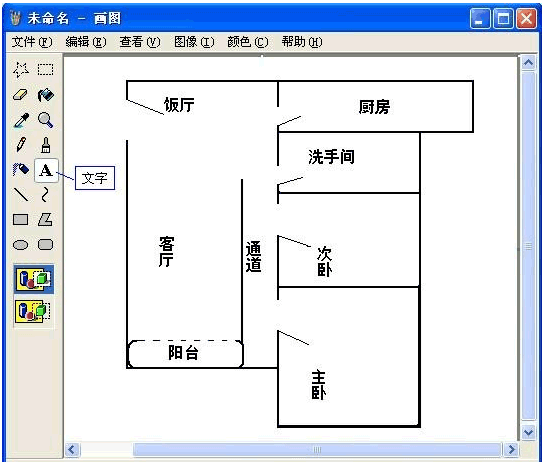 未命名 - 画图
文件(F) 编辑(E) 查看(V) 图像(I) 颜色(C) 帮助(H)
饭厅
厨房
洗手间
A
文字
客厅
通道
次卧
阳台
主卧